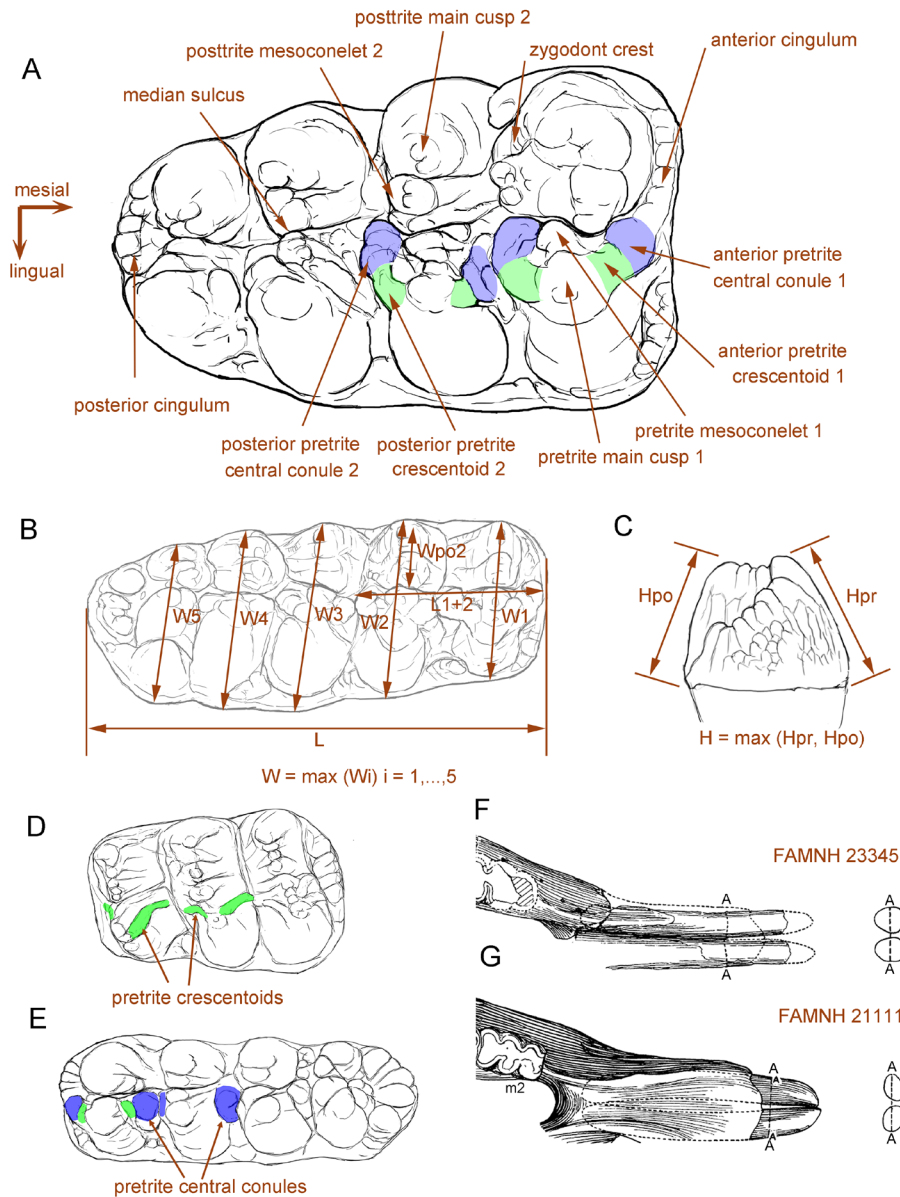 A
posttrite main cusp 2
posttrite mesoconelet 2
zygodont crest
anterior cingulum
median sulcus
mesial
lingual
anterior pretrite
central conule 1
anterior pretrite
crescentoid 1
posterior cingulum
posterior pretrite
central conule 2
posterior pretrite
crescentoid 2
pretrite mesoconelet 1
pretrite main cusp 1
B
Wpo2
L1+2
W5
W4
W3
W2
W1
L
W = max (Wi) i = 1,...,5
C
Hpo
Hpr
H = max (Hpr, Hpo)
D
pretrite crescentoids
E
pretrite central conules
F
FAMNH 23345
A
A
A
A
G
FAMNH 21111
m2
A
A
A
A
A
A